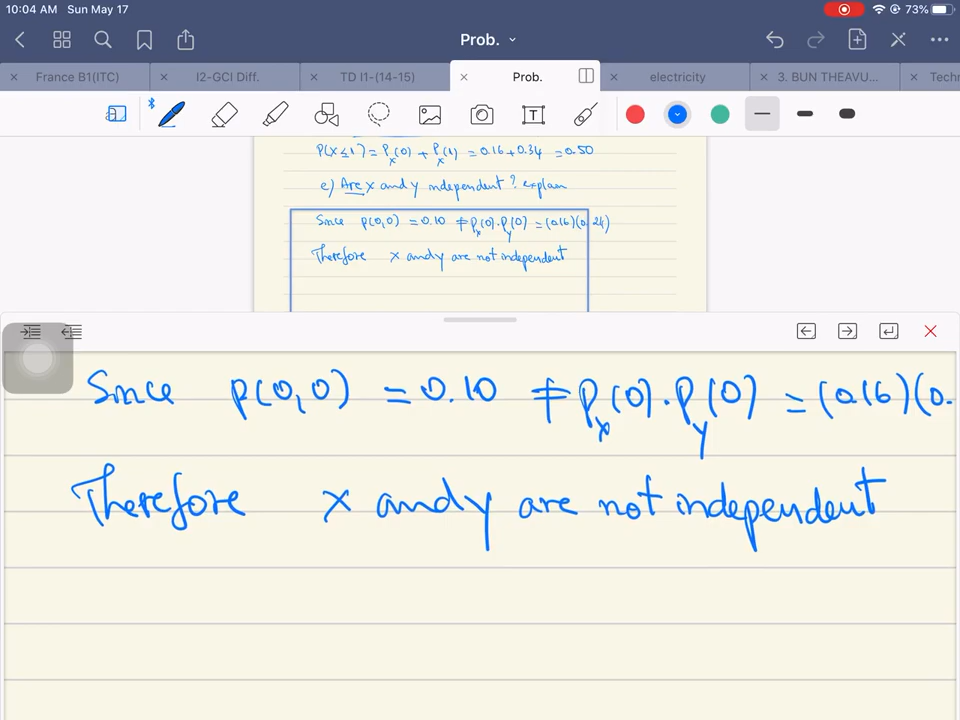 10:04 AM Sun May 17
73%
Prob.
France B1(ITC)
I2-GCI Diff.
TD I1-(14-15)
Prob.
electricity
3. BUN THEAVU...
Techn
P(X≤1) = Px(0) + Px(1) = 0.16+0.34 = 0.50
e) Are x and y independent? explain
Since p(0,0) = 0.10 ≠ Px(0).Py(0) = (0.16)(0.24)
Therefore x and y are not independent
Since p(0,0) = 0.10 ≠ Px(0).Py(0) = (0.16)(0.
Therefore x and y are not independent